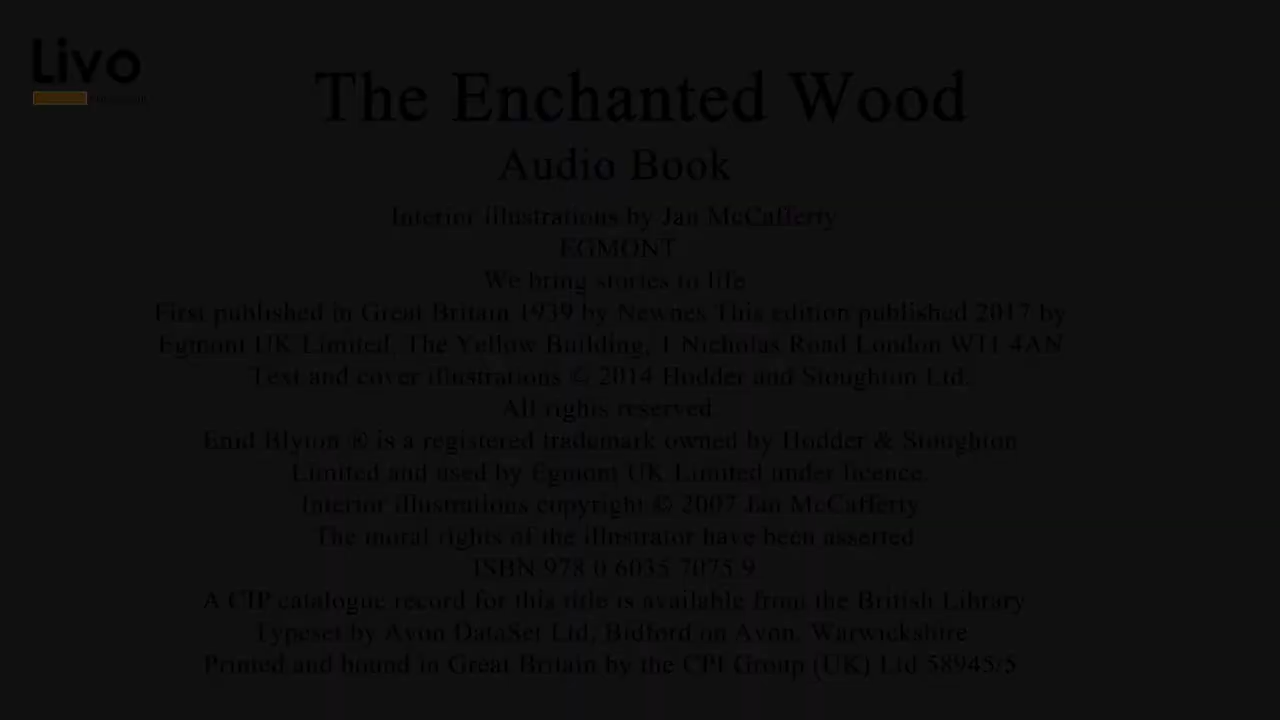 Livo
The Enchanted Wood
Audio Book
Interior illustrations by Jan McCafferty
EGMONT
We bring stories to life
First published in Great Britain 1939 by Newnes This edition published 2017 by
Egmont UK Limited, The Yellow Building, 1 Nicholas Road London W11 4AN
Text and cover illustrations © 2014 Hodder and Stoughton Ltd.
All rights reserved.
Enid Blyton ® is a registered trademark owned by Hodder & Stoughton
Limited and used by Egmont UK Limited under licence.
Interior illustrations copyright © 2007 Jan McCafferty
The moral rights of the illustrator have been asserted
ISBN 978 0 6035 7075 9
A CIP catalogue record for this title is available from the British Library
Typeset by Avon DataSet Ltd, Bidford on Avon, Warwickshire
Printed and bound in Great Britain by the CPI Group (UK) Ltd 58945/5